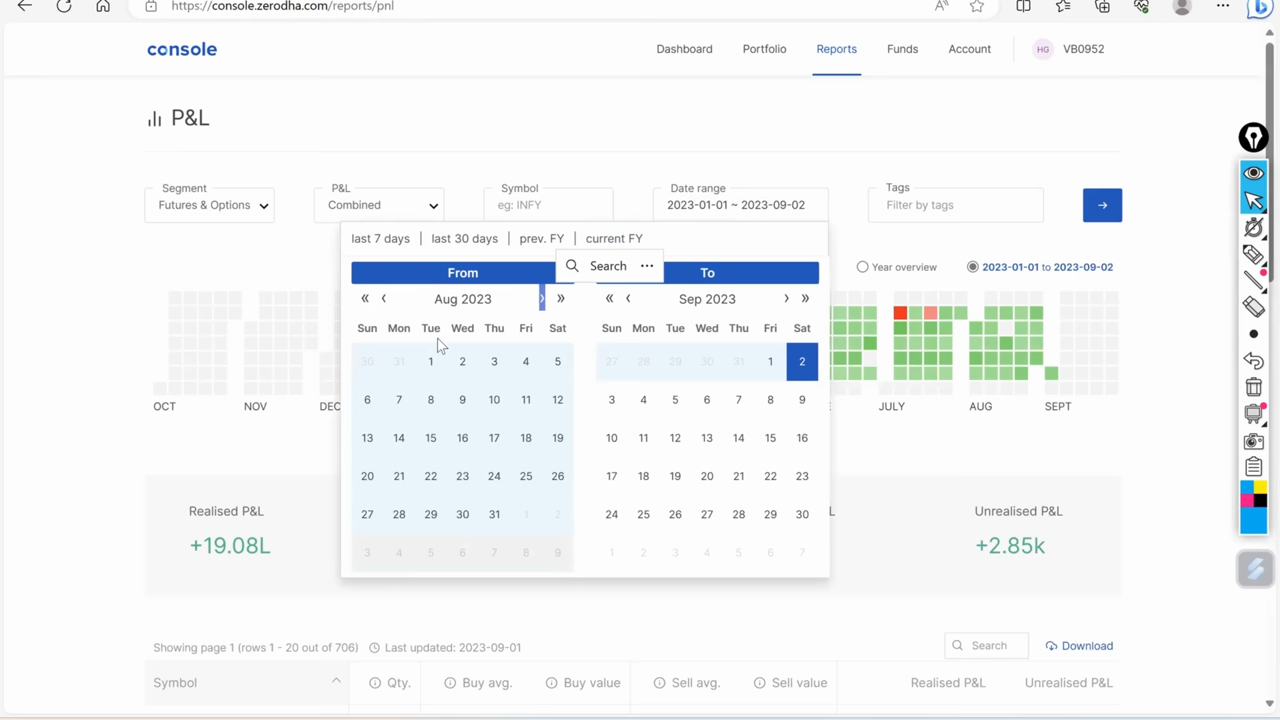 https://console.zerodha.com/reports/pnl
console
Dashboard
Portfolio
Reports
Funds
Account
HG
VB0952
P&L
Segment
Futures & Options
P&L
Combined
Symbol
eg: INFY
Date range
2023-01-01 ~ 2023-09-02
Tags
Filter by tags
last 7 days | last 30 days | prev. FY | current FY
Search
From
To
Year overview
2023-01-01 to 2023-09-02
« ‹ Aug 2023 › »
Sun Mon Tue Wed Thu Fri Sat
30 31 1 2 3 4 5
6 7 8 9 10 11 12
13 14 15 16 17 18 19
20 21 22 23 24 25 26
27 28 29 30 31 1 2
3 4 5 6 7 8 9
« ‹ Sep 2023 › »
Sun Mon Tue Wed Thu Fri Sat
27 28 29 30 31 1 2
3 4 5 6 7 8 9
10 11 12 13 14 15 16
17 18 19 20 21 22 23
24 25 26 27 28 29 30
1 2 3 4 5 6 7
OCT
NOV
JULY
AUG
SEPT
Realised P&L
+19.08L
Unrealised P&L
+2.85k
Showing page 1 (rows 1 - 20 out of 706)
Last updated: 2023-09-01
Search
Download
Symbol
Qty.
Buy avg.
Buy value
Sell avg.
Sell value
Realised P&L
Unrealised P&L